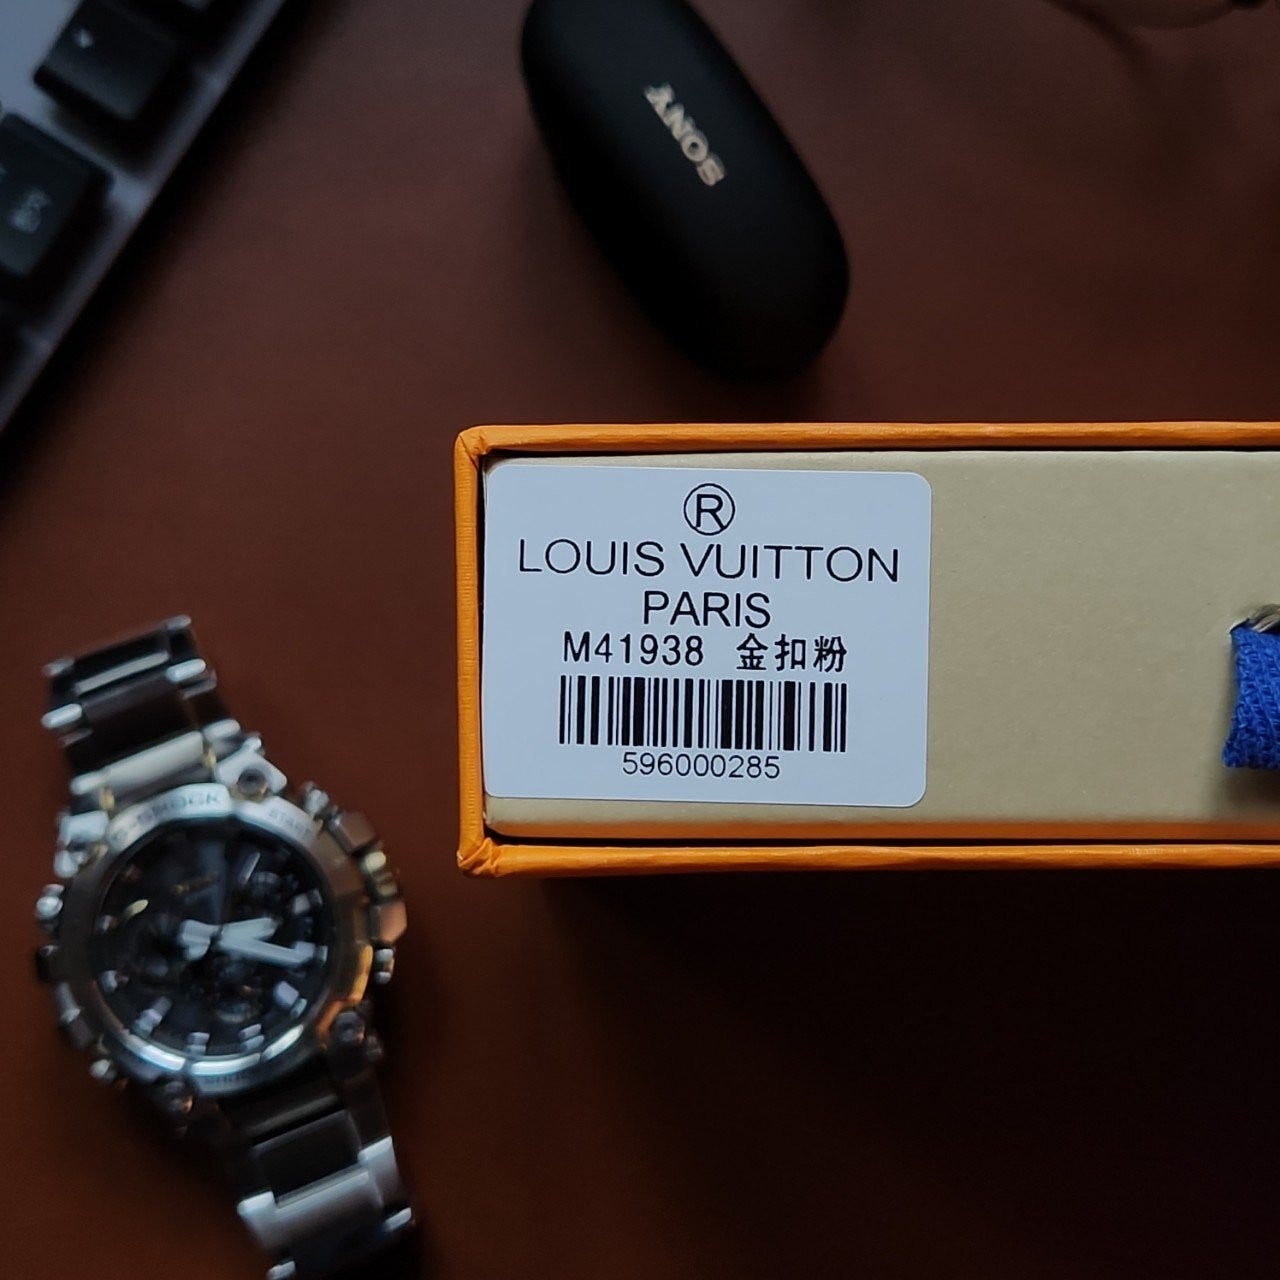 SONY
®
LOUIS VUITTON
PARIS
M41938 金扣粉
596000285
G-SHOCK